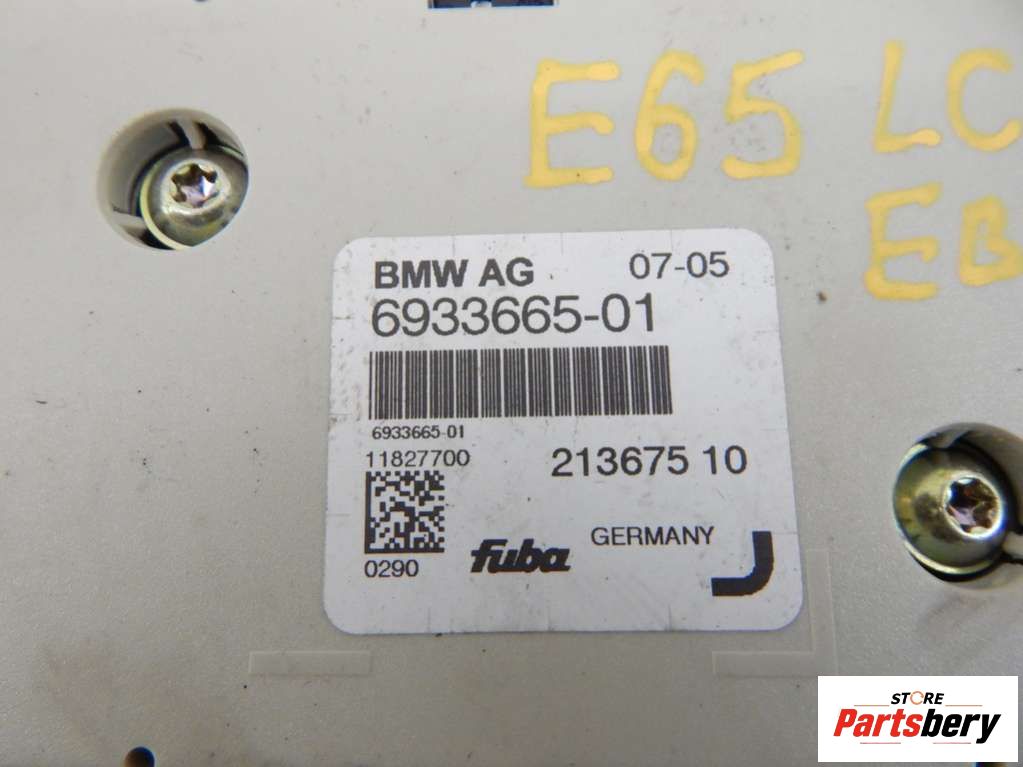 E65 LC
EB
BMW AG 07-05
6933665-01
6933665-01
11827700 213675 10
0290 fuba GERMANY
J
STORE
Partsbery